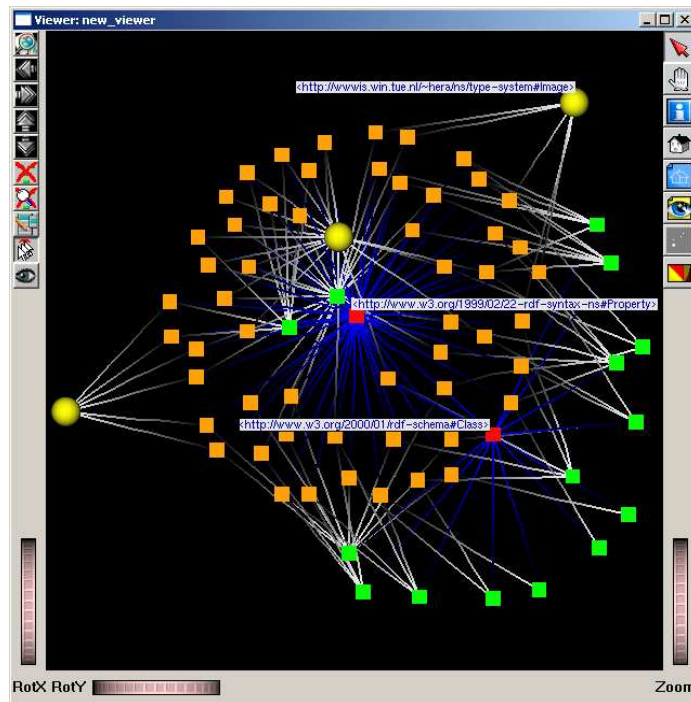 Viewer: new_viewer
<http://wwwis.win.tue.nl/~hera/ns/type-system#Image>
<http://www.w3.org/1999/02/22-rdf-syntax-ns#Property>
<http://www.w3.org/2000/01/rdf-schema#Class>
RotX RotY Zoom